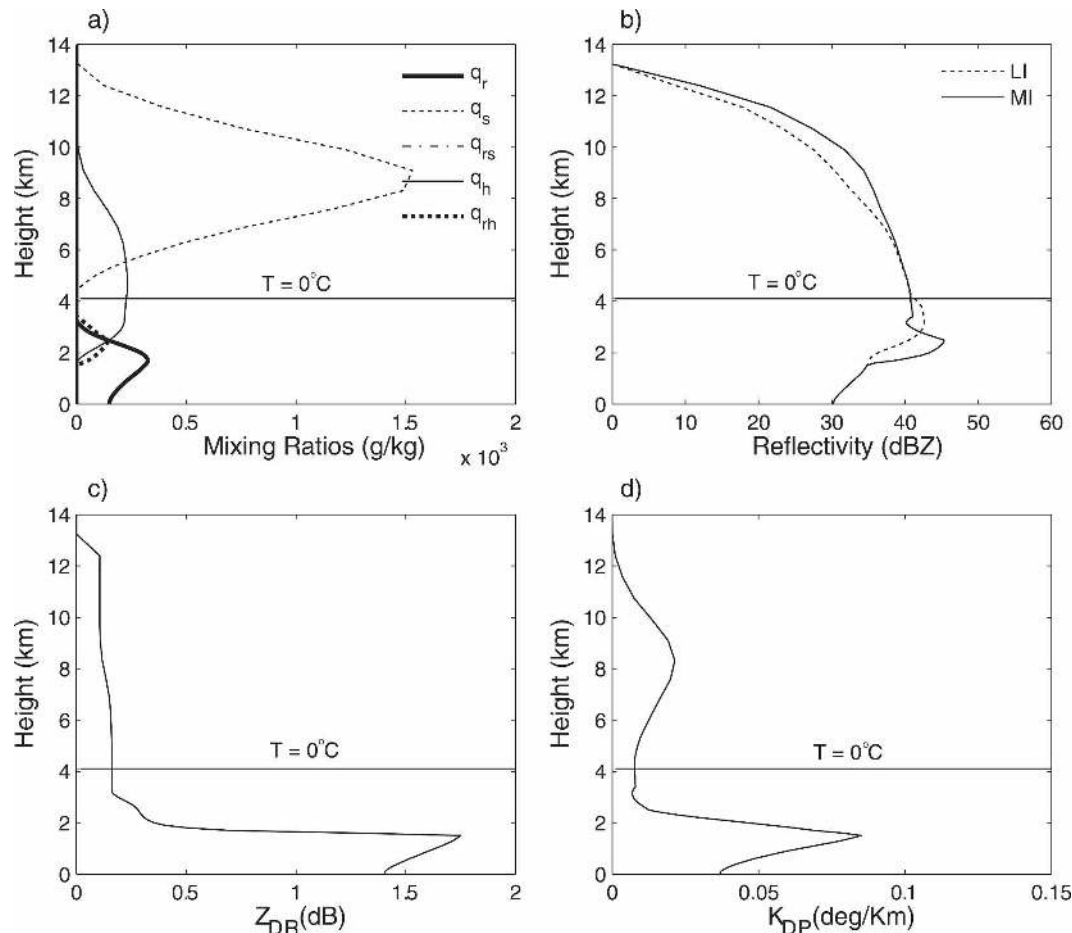 a)
14
12
10
8
6
4
2
0
Height (km)
q_r
q_s
q_rs
q_h
q_rh
T = 0°C
0 0.5 1 1.5 2
Mixing Ratios (g/kg)
x 10³
b)
14
12
10
8
6
4
2
0
Height (km)
LI
MI
T = 0°C
0 10 20 30 40 50 60
Reflectivity (dBZ)
c)
14
12
10
8
6
4
2
0
Height (km)
T = 0°C
0 0.5 1 1.5 2
Z_DR(dB)
d)
14
12
10
8
6
4
2
0
Height (km)
T = 0°C
0 0.05 0.1 0.15
K_DP(deg/Km)